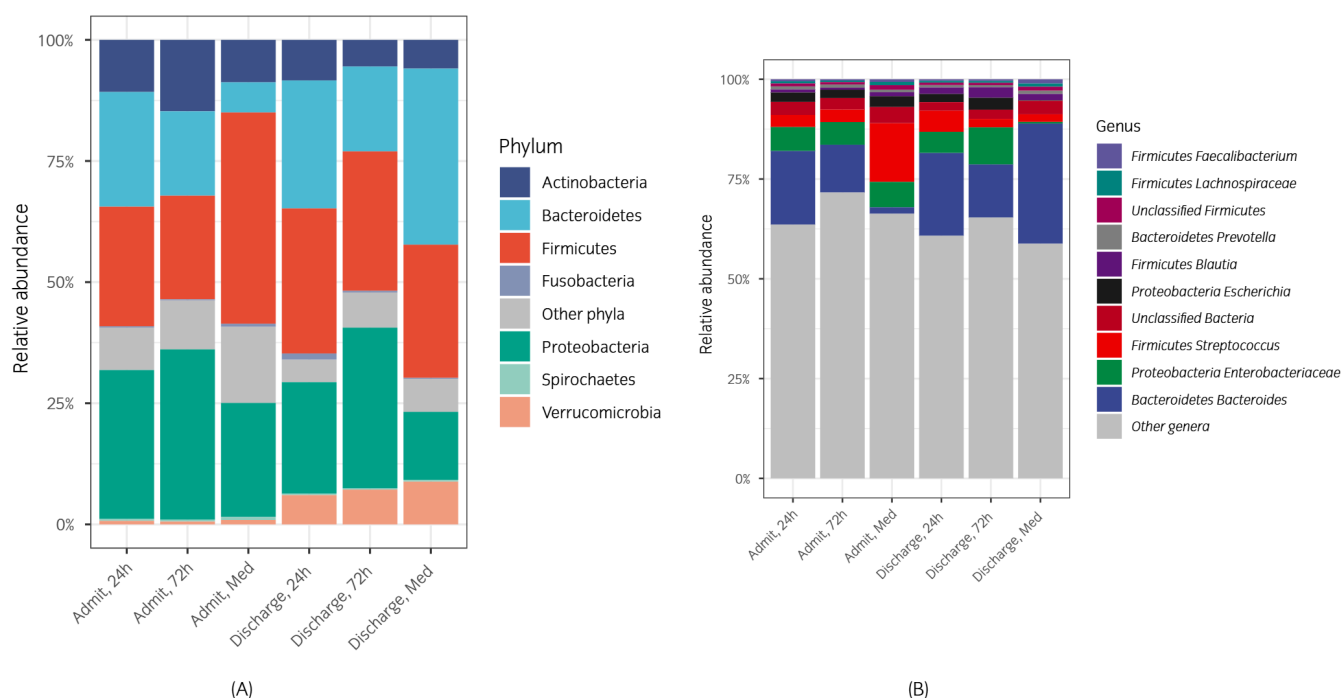 100%
75%
50%
25%
0%
Relative abundance
Admit, 24h
Admit, 72h
Admit, Med
Discharge, 24h
Discharge, 72h
Discharge, Med
Phylum
Actinobacteria
Bacteroidetes
Firmicutes
Fusobacteria
Other phyla
Proteobacteria
Spirochaetes
Verrucomicrobia
(A)
100%
75%
50%
25%
0%
Relative abundance
Admit, 24h
Admit, 72h
Admit, Med
Discharge, 24h
Discharge, 72h
Discharge, Med
Genus
Firmicutes Faecalibacterium
Firmicutes Lachnospiraceae
Unclassified Firmicutes
Bacteroidetes Prevotella
Firmicutes Blautia
Proteobacteria Escherichia
Unclassified Bacteria
Firmicutes Streptococcus
Proteobacteria Enterobacteriaceae
Bacteroidetes Bacteroides
Other genera
(B)